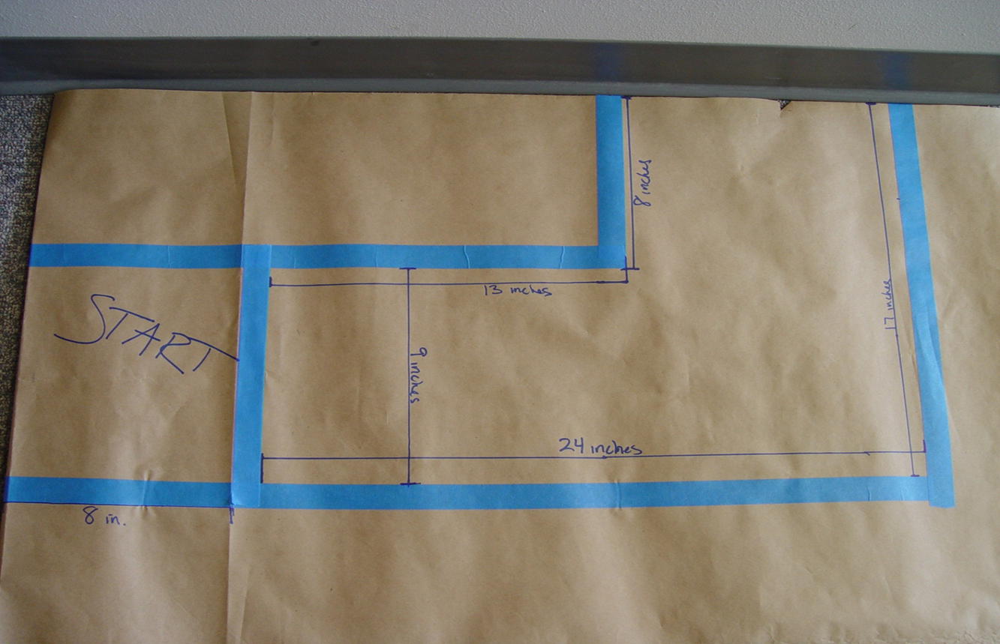 8 inches
13 inches
17 inches
START
9 inches
24 inches
8 in.